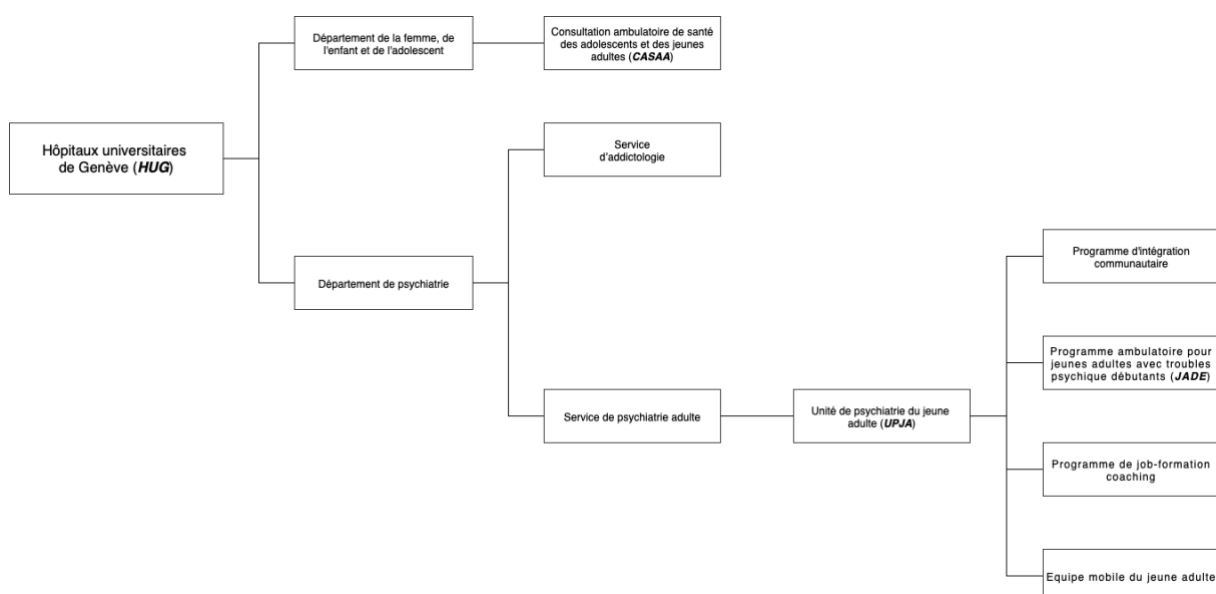 Département de la femme, de
l'enfant et de l'adolescent
Consultation ambulatoire de santé
des adolescents et des jeunes
adultes (CASAA)
Hôpitaux universitaires
de Genève (HUG)
Service
d'addictologie
Département de psychiatrie
Programme d'intégration
communautaire
Programme ambulatoire pour
jeunes adultes avec troubles
psychique débutants (JADE)
Service de psychiatrie adulte
Unité de psychiatrie du jeune
adulte (UPJA)
Programme de job-formation
coaching
Equipe mobile du jeune adulte